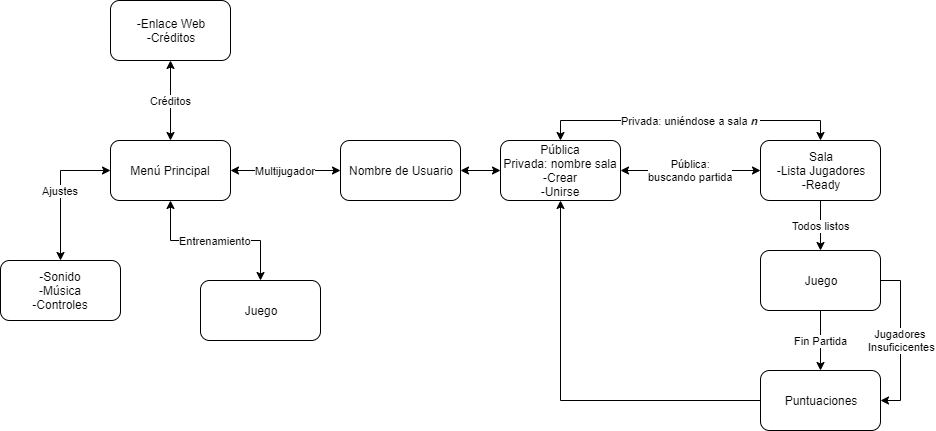 -Enlace Web
-Créditos
Créditos
Menú Principal
Multijugador
Nombre de Usuario
Pública
Privada: nombre sala
-Crear
-Unirse
Privada: uniéndose a sala n
Pública:
buscando partida
Sala
-Lista Jugadores
-Ready
Ajustes
-Sonido
-Música
-Controles
Entrenamiento
Juego
Todos listos
Juego
Fin Partida
Jugadores
Insuficicentes
Puntuaciones